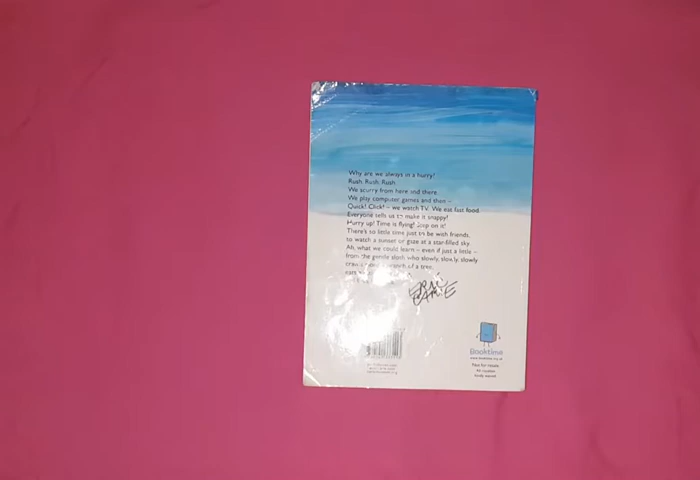 Why are we always in a hurry?
Rush. Rush. Rush.
We scurry from here and there.
We play computer games and then –
Quick! Click! – we watch TV. We eat fast food.
Everyone tells us to make it snappy!
Hurry up! Time is flying! Step on it!
There's so little time just to be with friends,
to watch a sunset or gaze at a star-filled sky.
Ah, what we could learn – even if just a little –
from the gentle sloth who slowly, slowly, slowly
of a tree,
ERIC
CARLE
Booktime